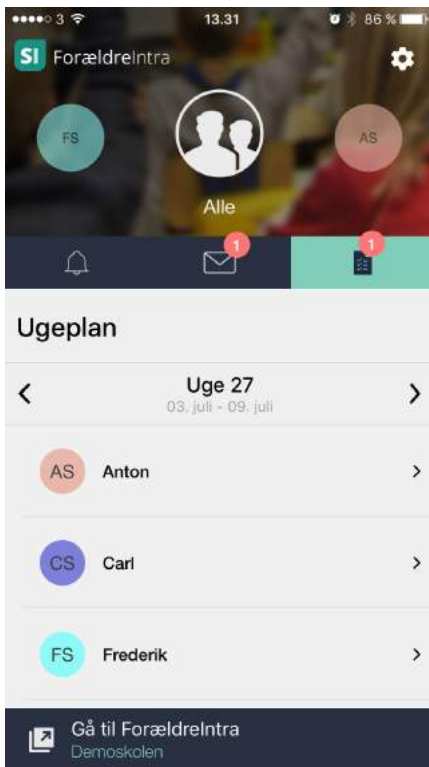 3 13.31 86 %
SI ForældreIntra
FS AS
Alle
1 1
Ugeplan
Uge 27
03. juli - 09. juli
AS Anton
CS Carl
FS Frederik
Gå til ForældreIntra
Demoskolen